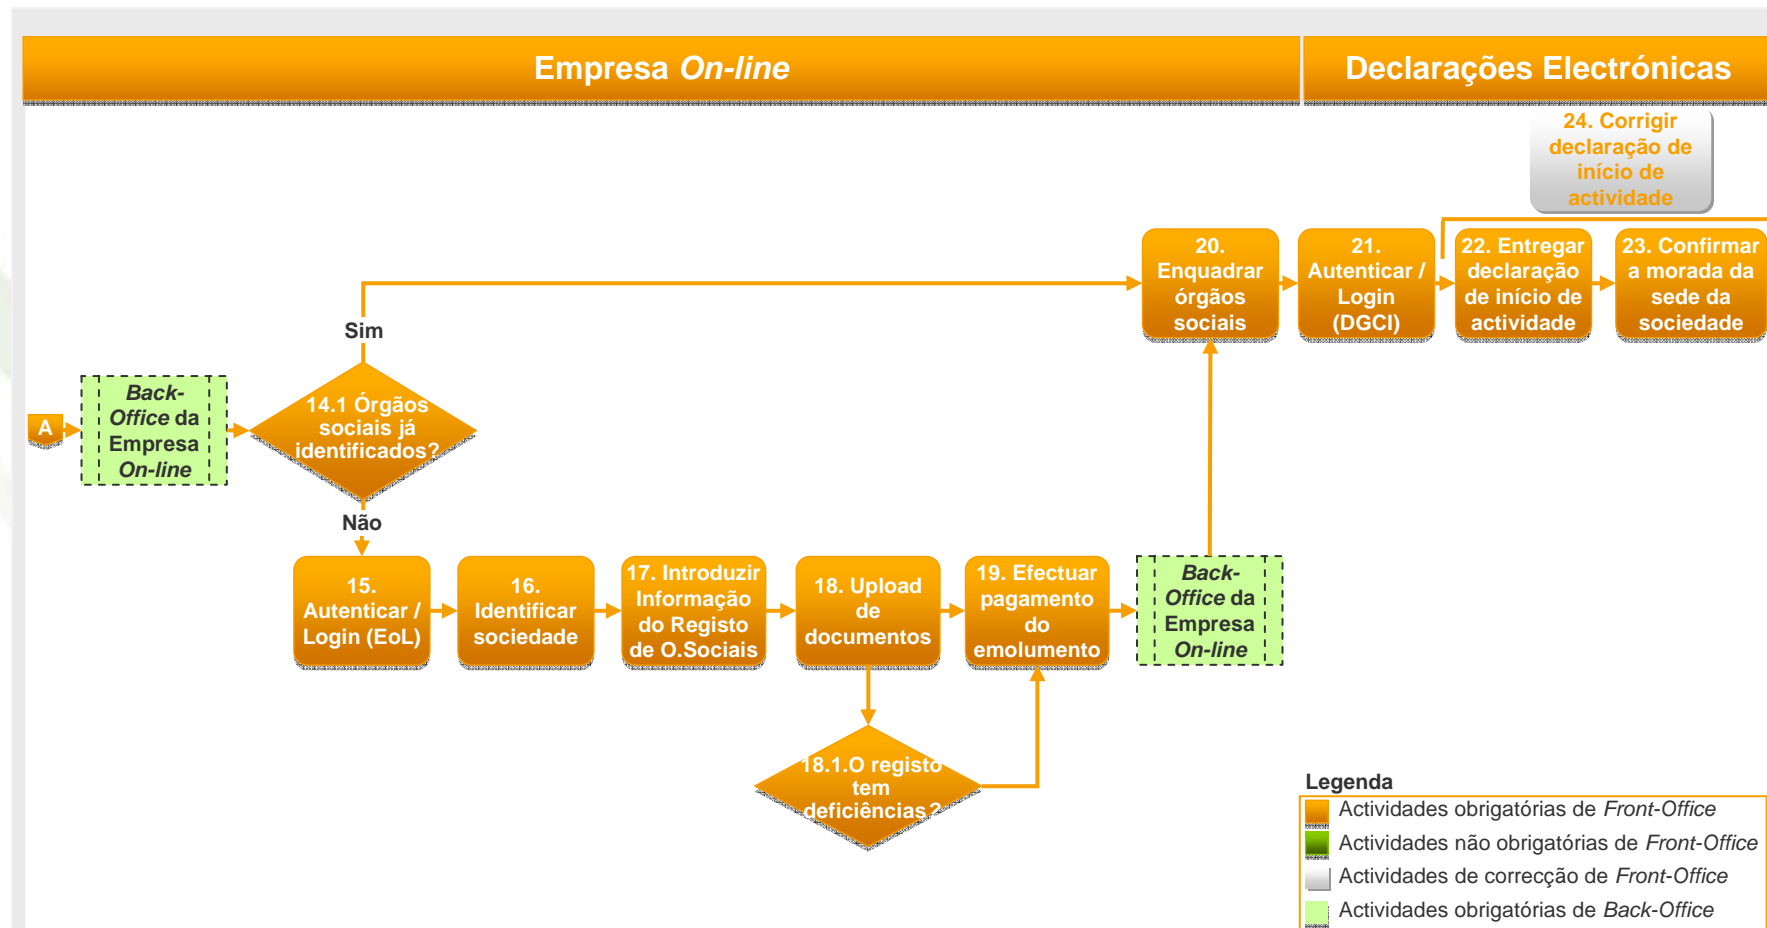 Empresa On-line
Declarações Electrónicas
24. Corrigir
declaração de
início de
actividade
20.
Enquadrar
órgãos
sociais
21.
Autenticar /
Login
(DGCI)
22. Entregar
declaração
de início de
actividade
23. Confirmar
a morada da
sede da
sociedade
Sim
A
Back-
Office da
Empresa
On-line
14.1 Órgãos
sociais já
identificados?
Não
15.
Autenticar /
Login (EoL)
16.
Identificar
sociedade
17. Introduzir
Informação
do Registo
de O.Sociais
18. Upload
de
documentos
19. Efectuar
pagamento
do
emolumento
Back-
Office da
Empresa
On-line
18.1.O registo
tem
deficiências?
Legenda
Actividades obrigatórias de Front-Office
Actividades não obrigatórias de Front-Office
Actividades de correcção de Front-Office
Actividades obrigatórias de Back-Office